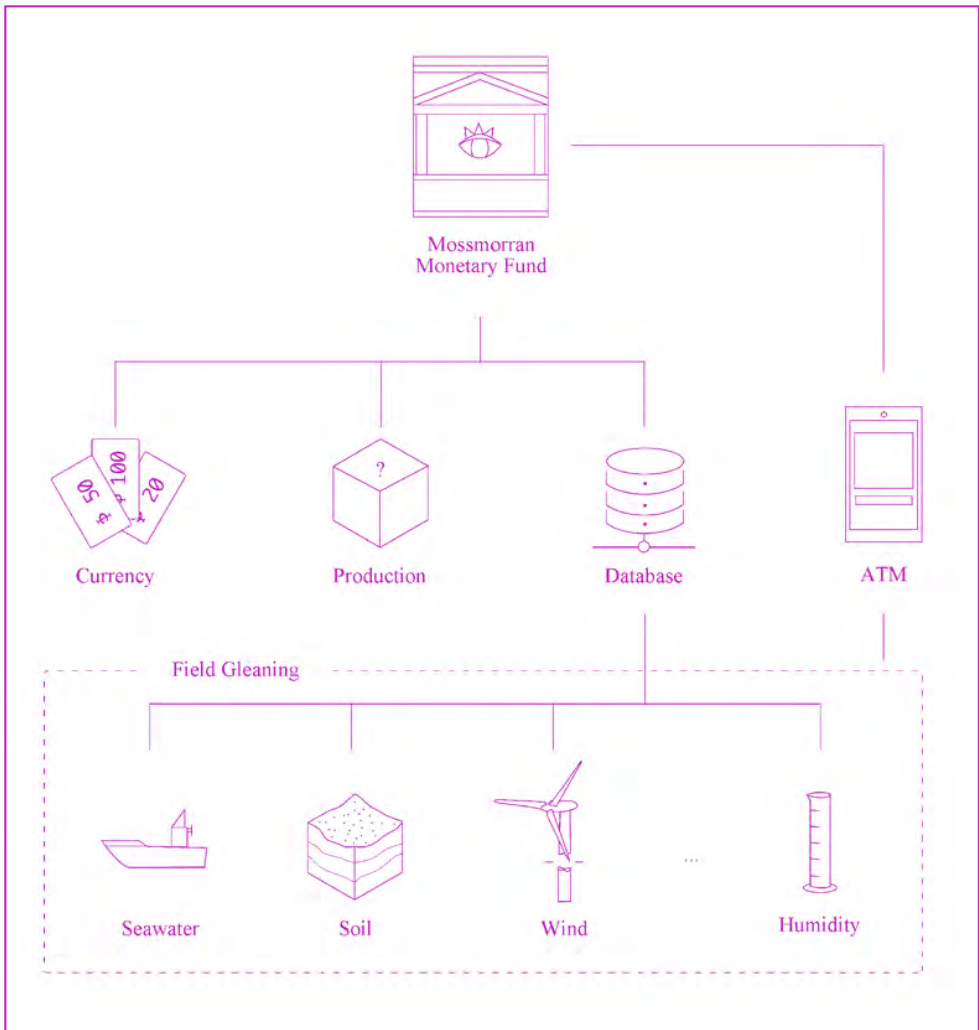 Mossmorran
Monetary Fund
50
100
20
?
Currency
Production
Database
ATM
Field Gleaning
...
Seawater
Soil
Wind
Humidity